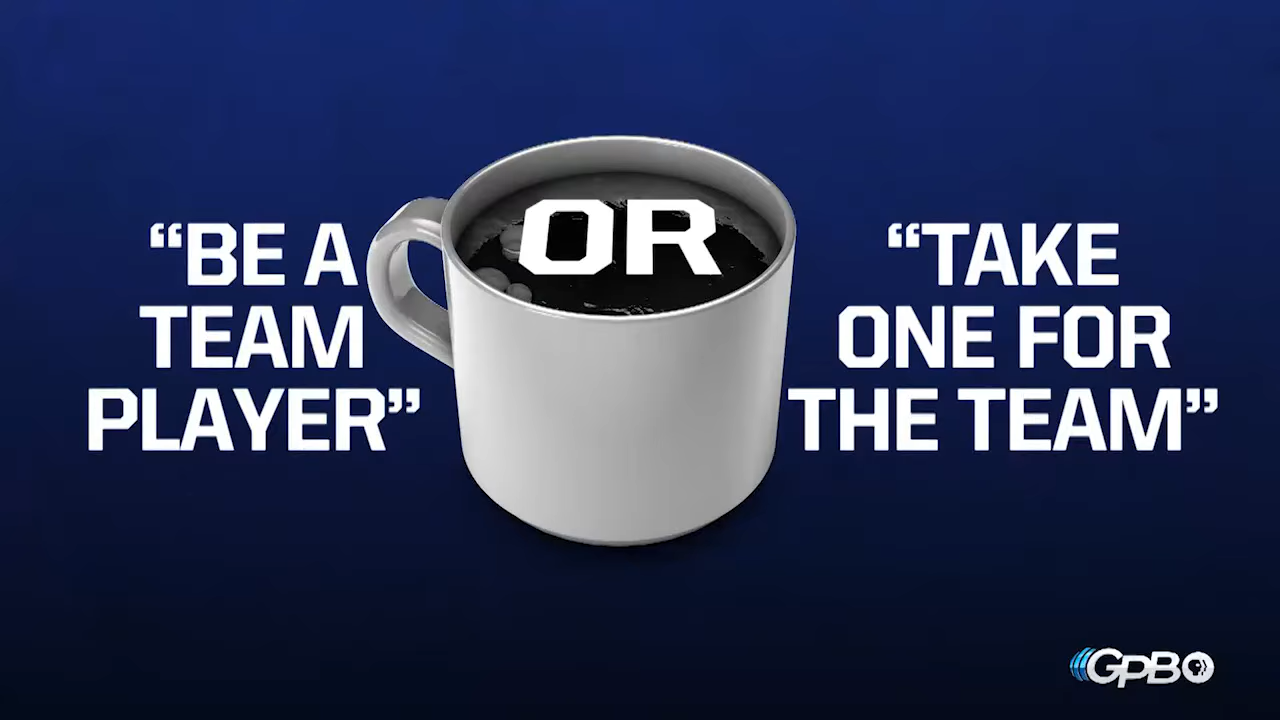 “BE A
TEAM
PLAYER”
OR
“TAKE
ONE FOR
THE TEAM”
GPB